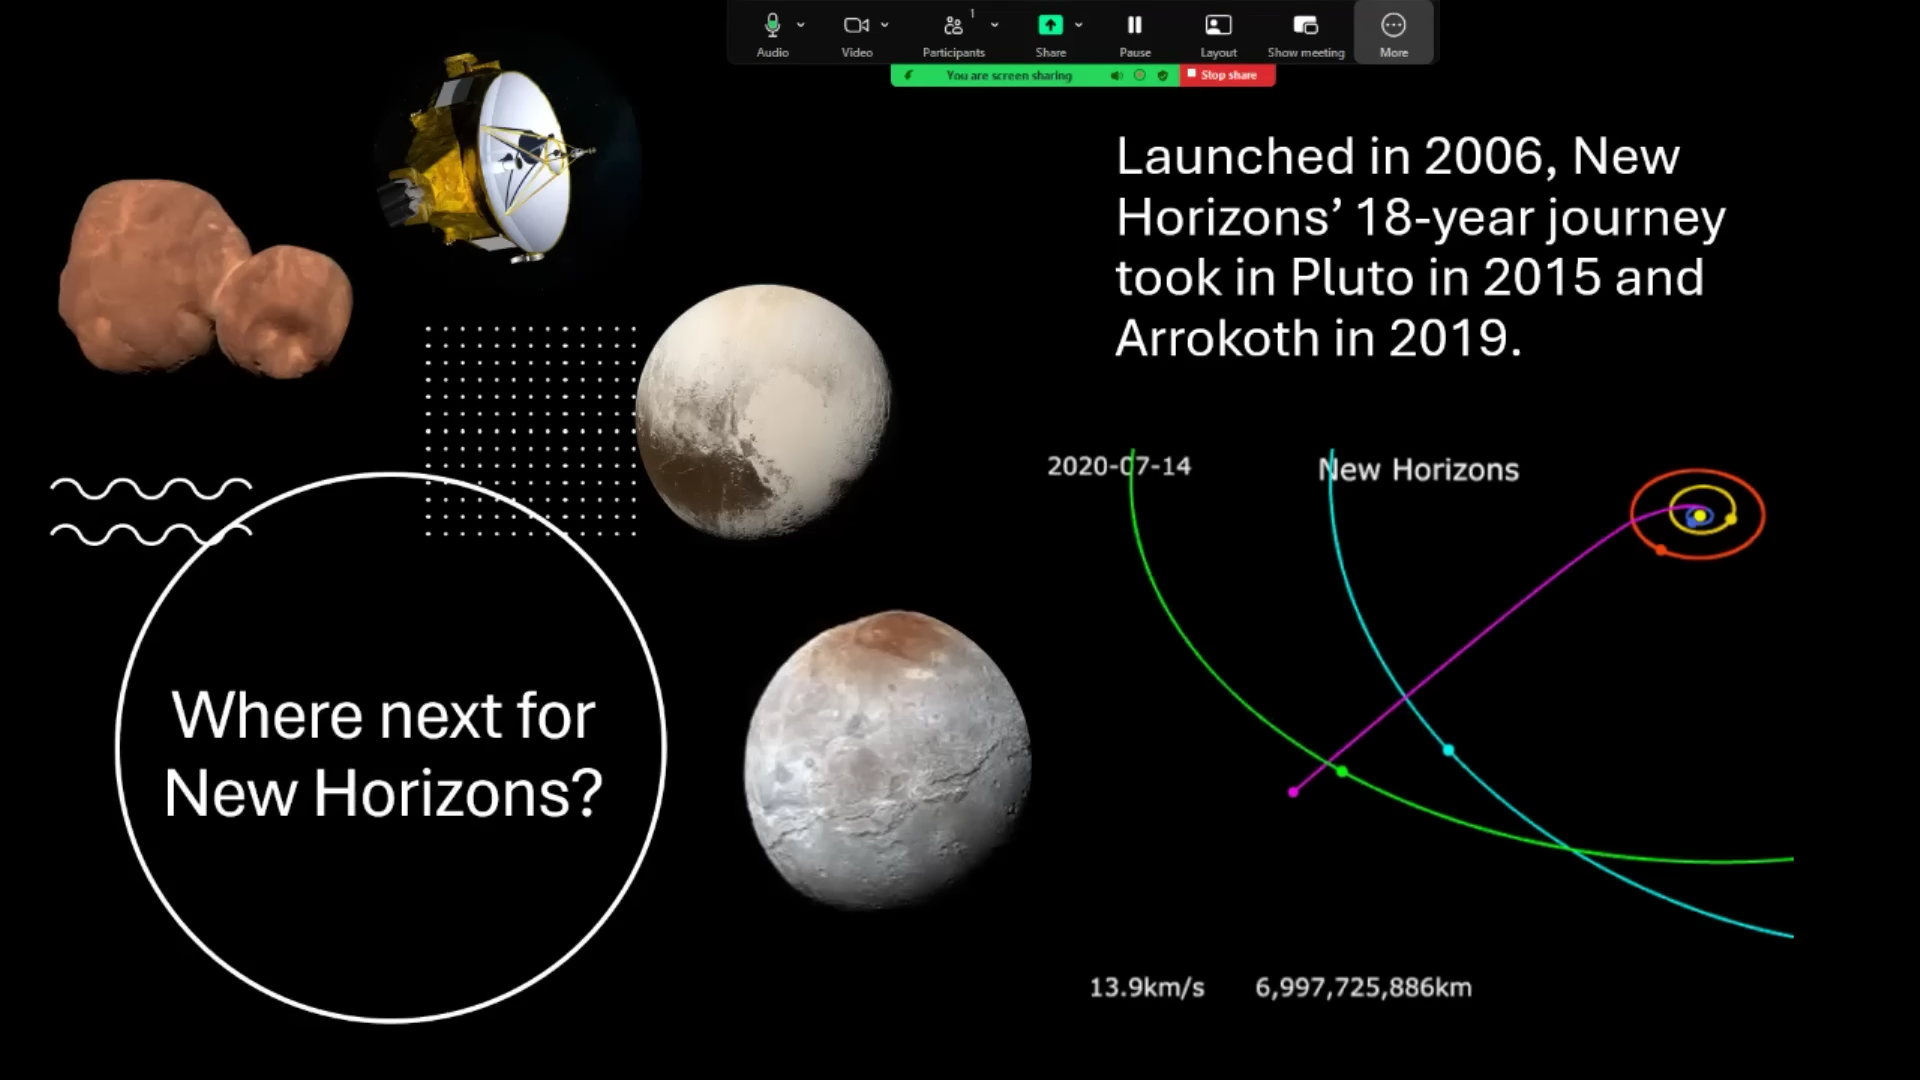 1
Audio
Video
Participants
Share
Pause
Layout
Show meeting
More
You are screen sharing
Stop share
Launched in 2006, New
Horizons’ 18-year journey
took in Pluto in 2015 and
Arrokoth in 2019.
2020-07-14
New Horizons
Where next for
New Horizons?
13.9km/s
6,997,725,886km